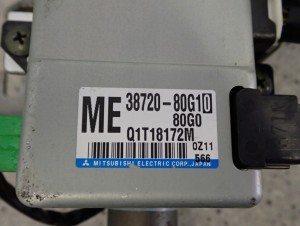 ME 38720-80G10
80G0
Q1T18172M
0Z11
566
MITSUBISHI ELECTRIC CORP. JAPAN